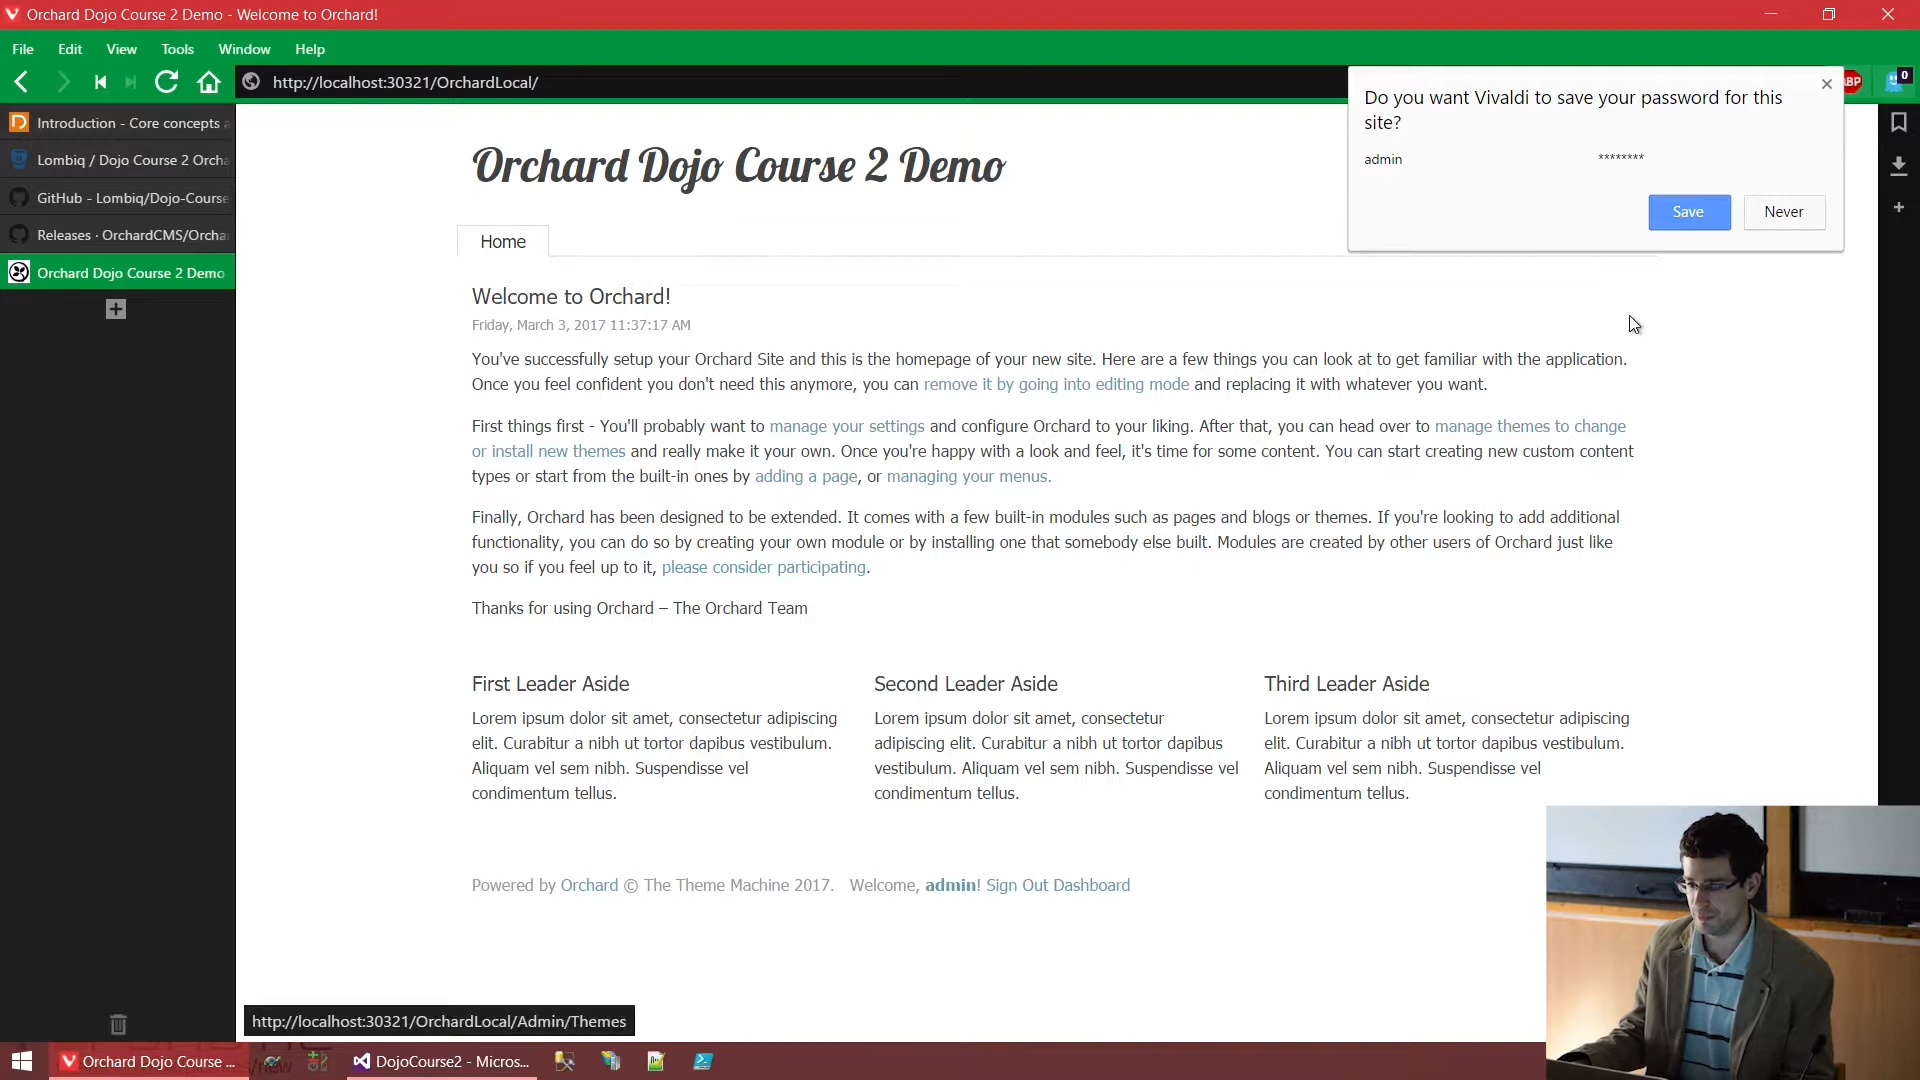 Orchard Dojo Course 2 Demo - Welcome to Orchard!
File Edit View Tools Window Help
http://localhost:30321/OrchardLocal/
ABP
0
Do you want Vivaldi to save your password for this
site?
admin ********
Save Never
Introduction - Core concepts
Lombiq / Dojo Course 2 Orcha
GitHub - Lombiq/Dojo-Course
Releases · OrchardCMS/Orcha
Orchard Dojo Course 2 Demo
Orchard Dojo Course 2 Demo
Home
Welcome to Orchard!
Friday, March 3, 2017 11:37:17 AM
You've successfully setup your Orchard Site and this is the homepage of your new site. Here are a few things you can look at to get familiar with the application.
Once you feel confident you don't need this anymore, you can remove it by going into editing mode and replacing it with whatever you want.
First things first - You'll probably want to manage your settings and configure Orchard to your liking. After that, you can head over to manage themes to change
or install new themes and really make it your own. Once you're happy with a look and feel, it's time for some content. You can start creating new custom content
types or start from the built-in ones by adding a page, or managing your menus.
Finally, Orchard has been designed to be extended. It comes with a few built-in modules such as pages and blogs or themes. If you're looking to add additional
functionality, you can do so by creating your own module or by installing one that somebody else built. Modules are created by other users of Orchard just like
you so if you feel up to it, please consider participating.
Thanks for using Orchard – The Orchard Team
First Leader Aside
Lorem ipsum dolor sit amet, consectetur adipiscing
elit. Curabitur a nibh ut tortor dapibus vestibulum.
Aliquam vel sem nibh. Suspendisse vel
condimentum tellus.
Second Leader Aside
Lorem ipsum dolor sit amet, consectetur
adipiscing elit. Curabitur a nibh ut tortor dapibus
vestibulum. Aliquam vel sem nibh. Suspendisse vel
condimentum tellus.
Third Leader Aside
Lorem ipsum dolor sit amet, consectetur adipiscing
elit. Curabitur a nibh ut tortor dapibus vestibulum.
Aliquam vel sem nibh. Suspendisse vel
condimentum tellus.
Powered by Orchard © The Theme Machine 2017. Welcome, admin! Sign Out Dashboard
http://localhost:30321/OrchardLocal/Admin/Themes
Orchard Dojo Course ...
DojoCourse2 - Micros...